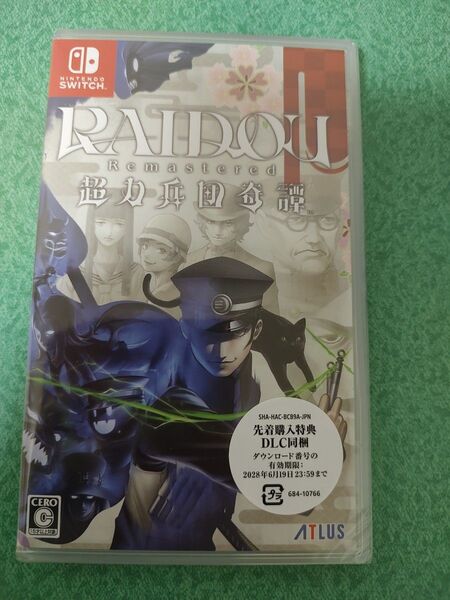 NINTENDO
SWITCH
RAIDOU
Remastered
超力兵団奇譚
SHA-HAC-BCB9A-JPN
先着購入特典
DLC同梱
ダウンロード番号の
有効期限:
2028年6月19日23:59まで
プラ
684-10766
CERO
C
ATLUS